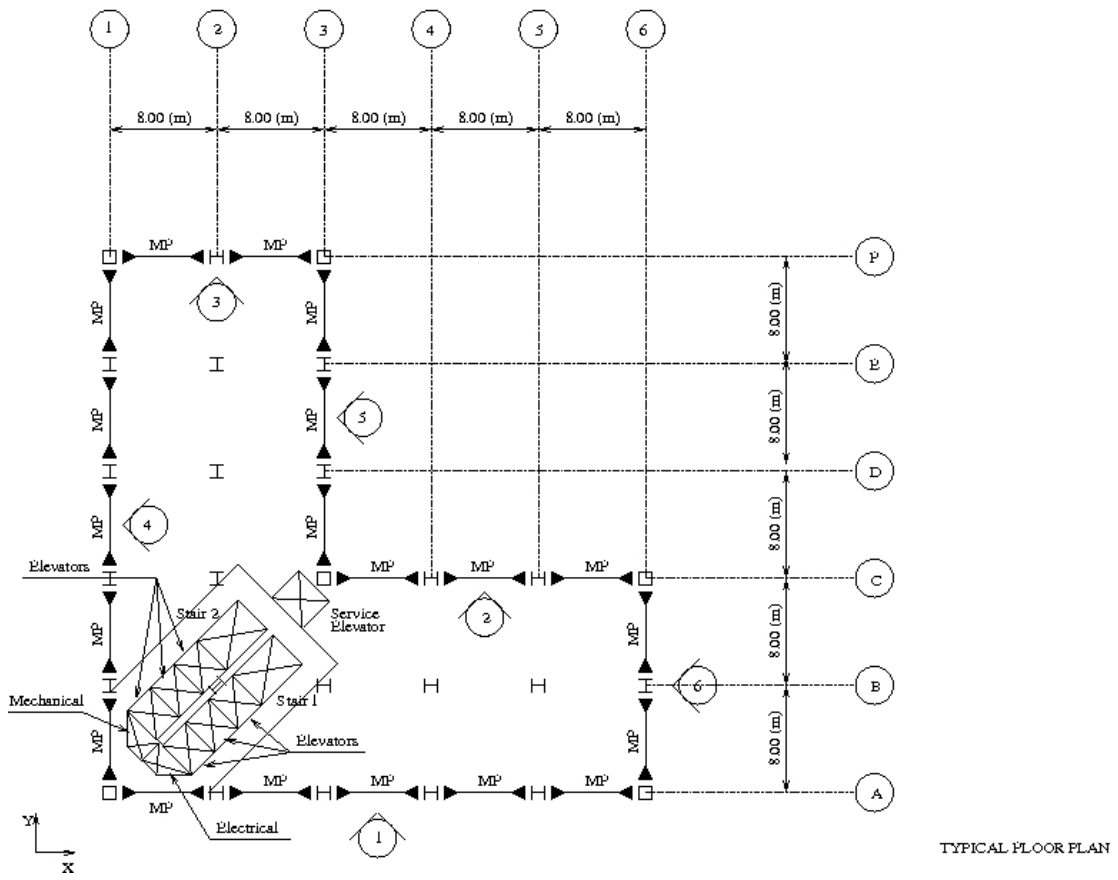 1 2 3 4 5 6
8.00 (m) 8.00 (m) 8.00 (m) 8.00 (m) 8.00 (m)
MP MP
F
3
MP MP
8.00 (m)
E
MP MP
5
8.00 (m)
D
MP MP
4
8.00 (m)
Elevators
MP MP MP
C
Stair 2
Service
Elevator
2
MP MP
8.00 (m)
6
B
Mechanical
Stair 1
MP
Elevators
MP
8.00 (m)
MP MP MP MP MP
A
Electrical
1
Y
X
TYPICAL FLOOR PLAN